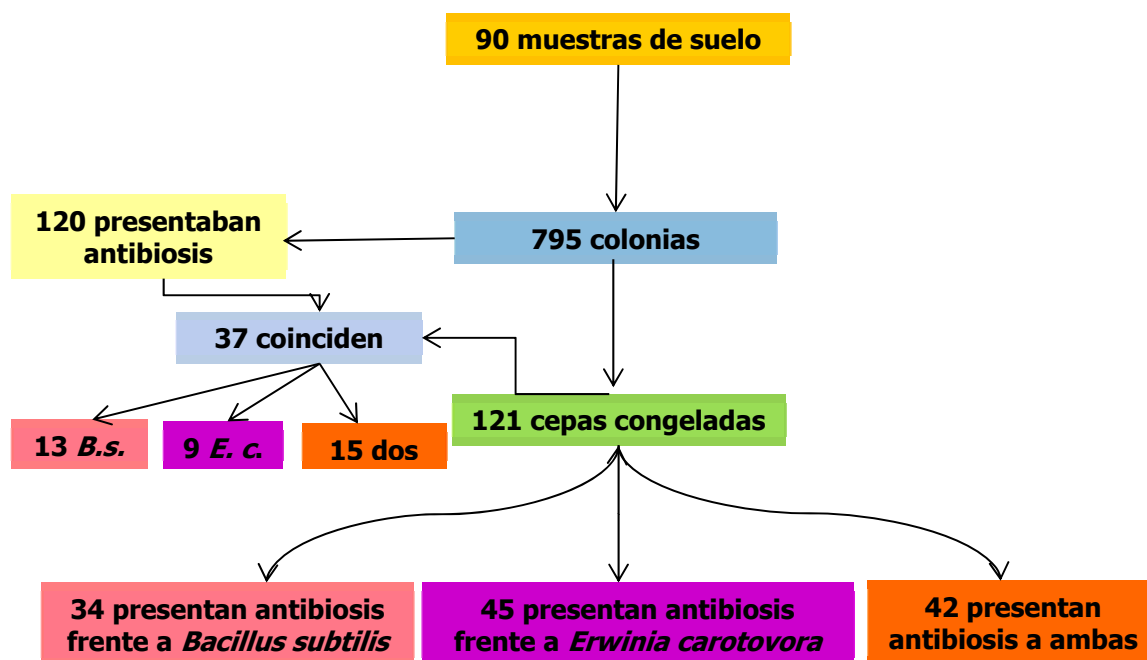 90 muestras de suelo
120 presentaban
antibiosis
795 colonias
37 coinciden
121 cepas congeladas
13 B.s.
9 E. c.
15 dos
34 presentan antibiosis
frente a Bacillus subtilis
45 presentan antibiosis
frente a Erwinia carotovora
42 presentan
antibiosis a ambas